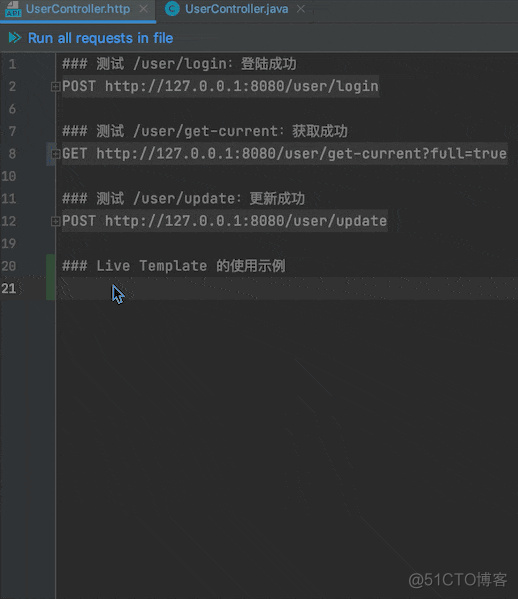 API UserController.http
C UserController.java
Run all requests in file
1 ### 测试 /user/login：登陆成功
2 POST http://127.0.0.1:8080/user/login
6
7 ### 测试 /user/get-current：获取成功
8 GET http://127.0.0.1:8080/user/get-current?full=true
10
11 ### 测试 /user/update：更新成功
12 POST http://127.0.0.1:8080/user/update
19
20 ### Live Template 的使用示例
21
@51CTO博客